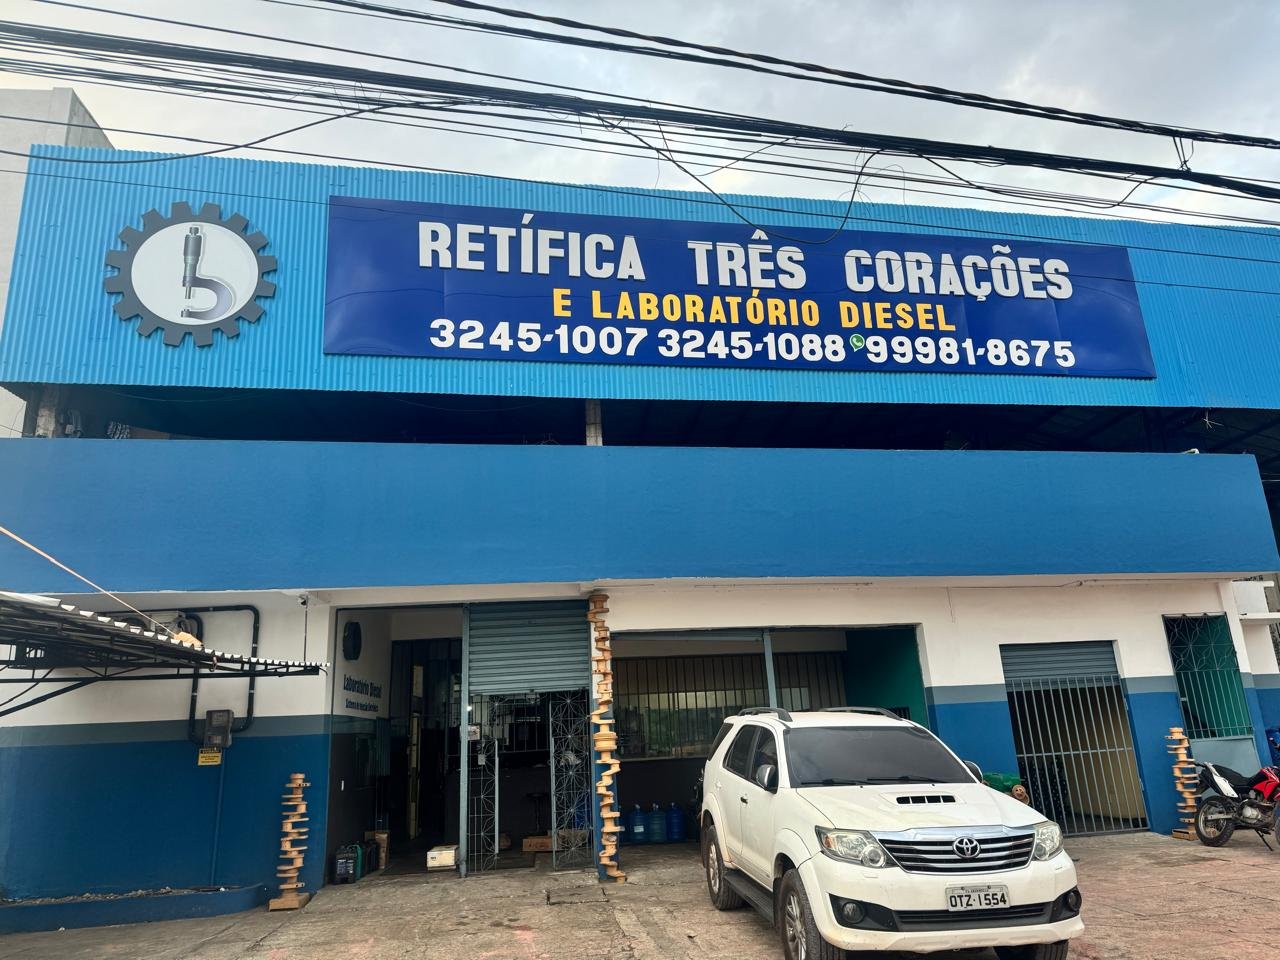 RETÍFICA TRÊS CORAÇÕES
E LABORATÓRIO DIESEL
3245-1007 3245-1088 99981-8675
Laboratório Diesel
OTZ-1554